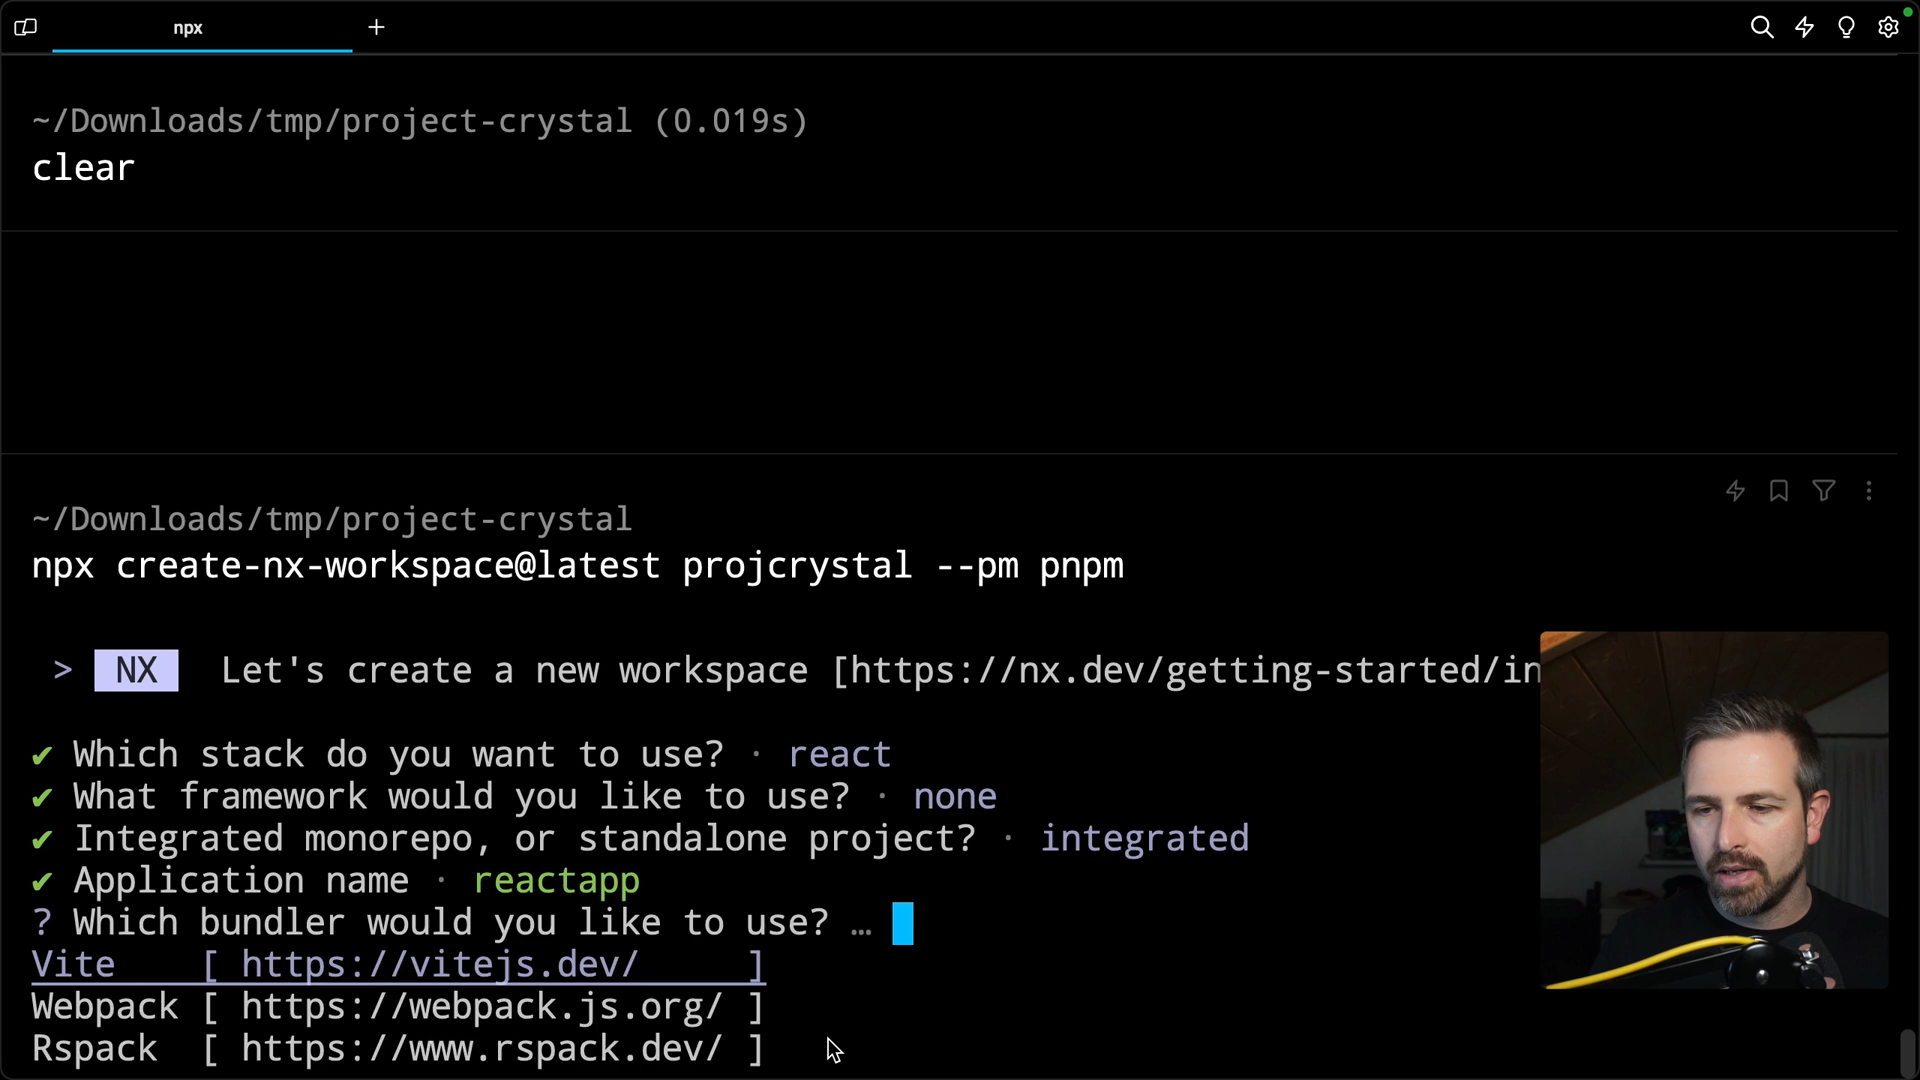 npx
~/Downloads/tmp/project-crystal (0.019s)
clear
~/Downloads/tmp/project-crystal
npx create-nx-workspace@latest projcrystal --pm pnpm
> NX Let's create a new workspace [https://nx.dev/getting-started/in
✔ Which stack do you want to use? · react
✔ What framework would you like to use? · none
✔ Integrated monorepo, or standalone project? · integrated
✔ Application name · reactapp
? Which bundler would you like to use? …
Vite [ https://vitejs.dev/ ]
Webpack [ https://webpack.js.org/ ]
Rspack [ https://www.rspack.dev/ ]